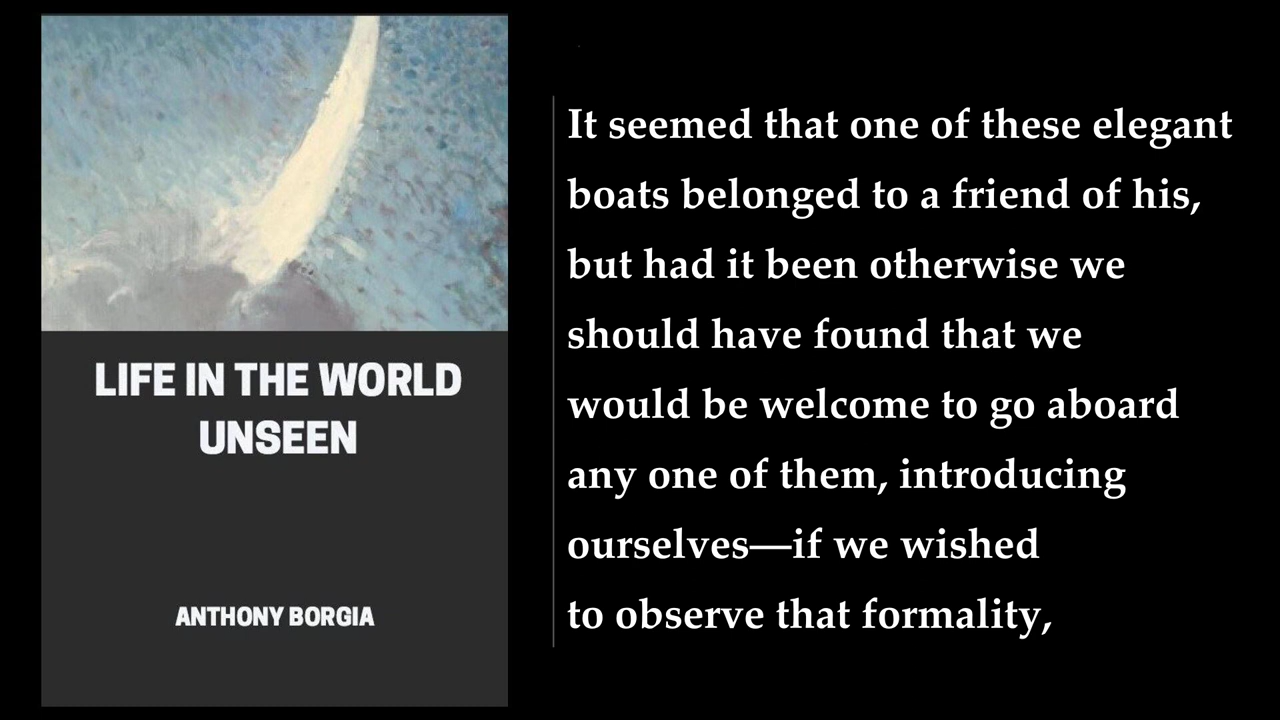 LIFE IN THE WORLD
UNSEEN
ANTHONY BORGIA
It seemed that one of these elegant
boats belonged to a friend of his,
but had it been otherwise we
should have found that we
would be welcome to go aboard
any one of them, introducing
ourselves—if we wished
to observe that formality,